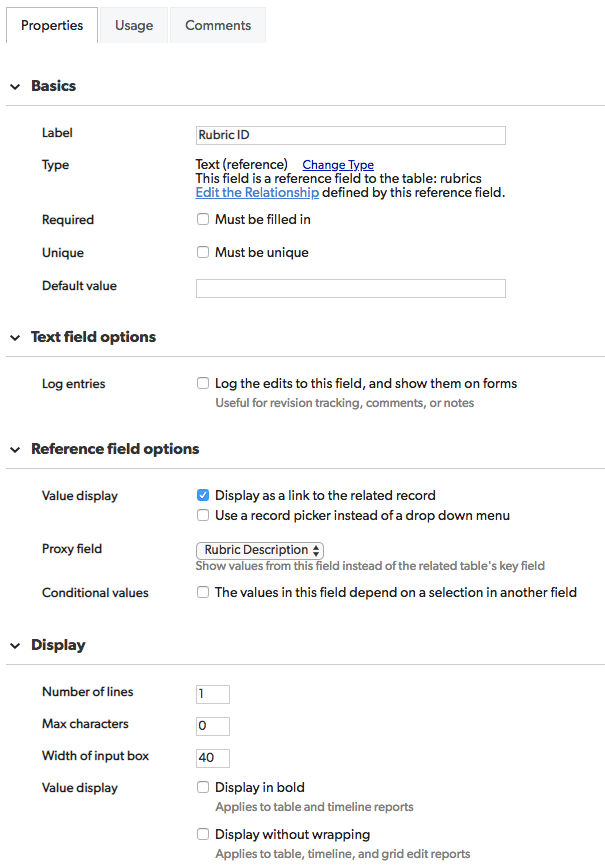 Properties Usage Comments
Basics
Label Rubric ID
Type Text (reference) Change Type
This field is a reference field to the table: rubrics
Edit the Relationship defined by this reference field.
Required Must be filled in
Unique Must be unique
Default value
Text field options
Log entries Log the edits to this field, and show them on forms
Useful for revision tracking, comments, or notes
Reference field options
Value display Display as a link to the related record
Use a record picker instead of a drop down menu
Proxy field Rubric Description
Show values from this field instead of the related table's key field
Conditional values The values in this field depend on a selection in another field
Display
Number of lines 1
Max characters 0
Width of input box 40
Value display Display in bold
Applies to table and timeline reports
Display without wrapping
Applies to table, timeline, and grid edit reports